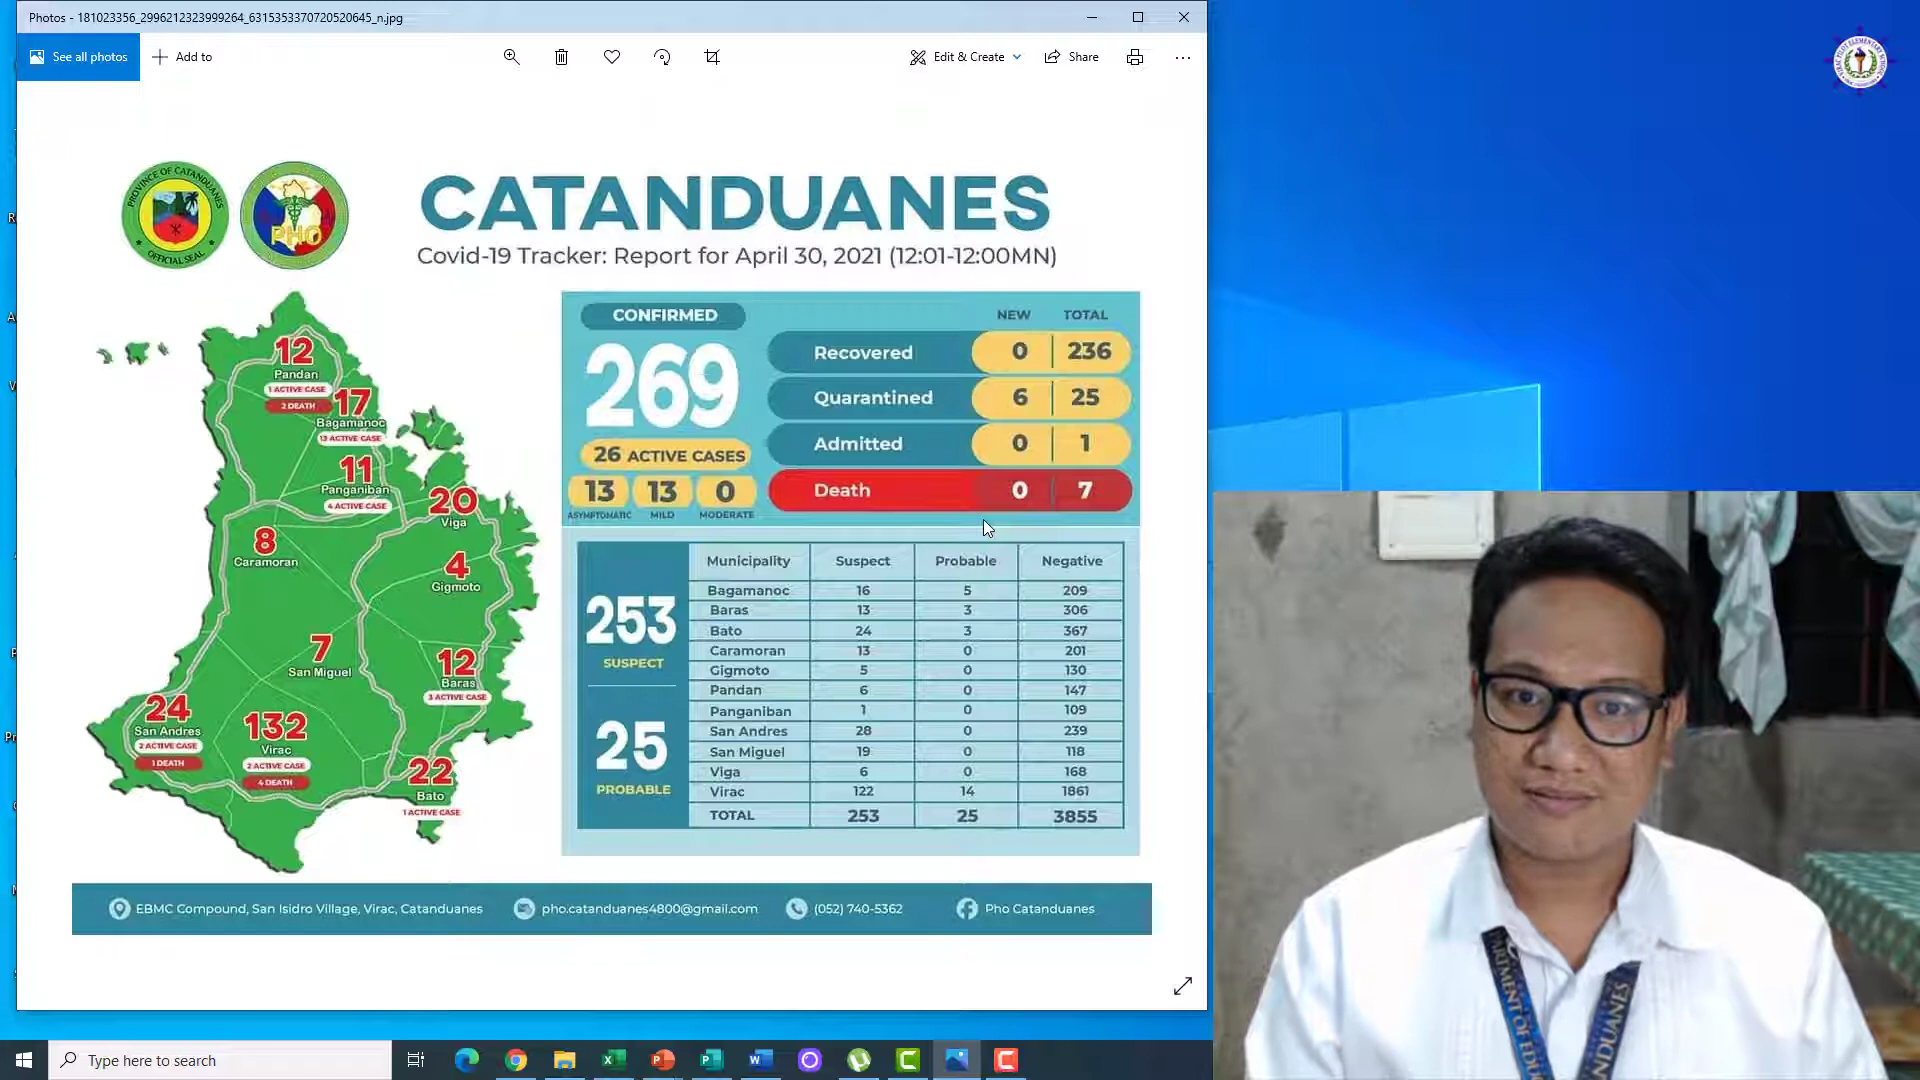 Photos - 181023356_2996212323999264_6315353370720520645_n.jpg
See all photos
Add to
Edit & Create
Share
PROVINCE OF CATANDUANES
OFFICIAL SEAL
PHO
CATANDUANES
Covid-19 Tracker: Report for April 30, 2021 (12:01-12:00MN)
12
Pandan
1 ACTIVE CASE
2 DEATH
17
Bagamanoc
13 ACTIVE CASE
11
Panganiban
4 ACTIVE CASE
20
Viga
8
Caramoran
4
Gigmoto
7
San Miguel
12
Baras
3 ACTIVE CASE
24
San Andres
2 ACTIVE CASE
1 DEATH
132
Virac
2 ACTIVE CASE
4 DEATH
22
Bato
1 ACTIVE CASE
CONFIRMED
269
26 ACTIVE CASES
13 13 0
ASYMPTOMATIC MILD MODERATE
NEW TOTAL
Recovered 0 236
Quarantined 6 25
Admitted 0 1
Death 0 7
253
SUSPECT
25
PROBABLE
Municipality Suspect Probable Negative
Bagamanoc 16 5 209
Baras 13 3 306
Bato 24 3 367
Caramoran 13 0 201
Gigmoto 5 0 130
Pandan 6 0 147
Panganiban 1 0 109
San Andres 28 0 239
San Miguel 19 0 118
Viga 6 0 168
Virac 122 14 1861
TOTAL 253 25 3855
EBMC Compound, San Isidro Village, Virac, Catanduanes pho.catanduanes4800@gmail.com (052) 740-5362 Pho Catanduanes
Type here to search